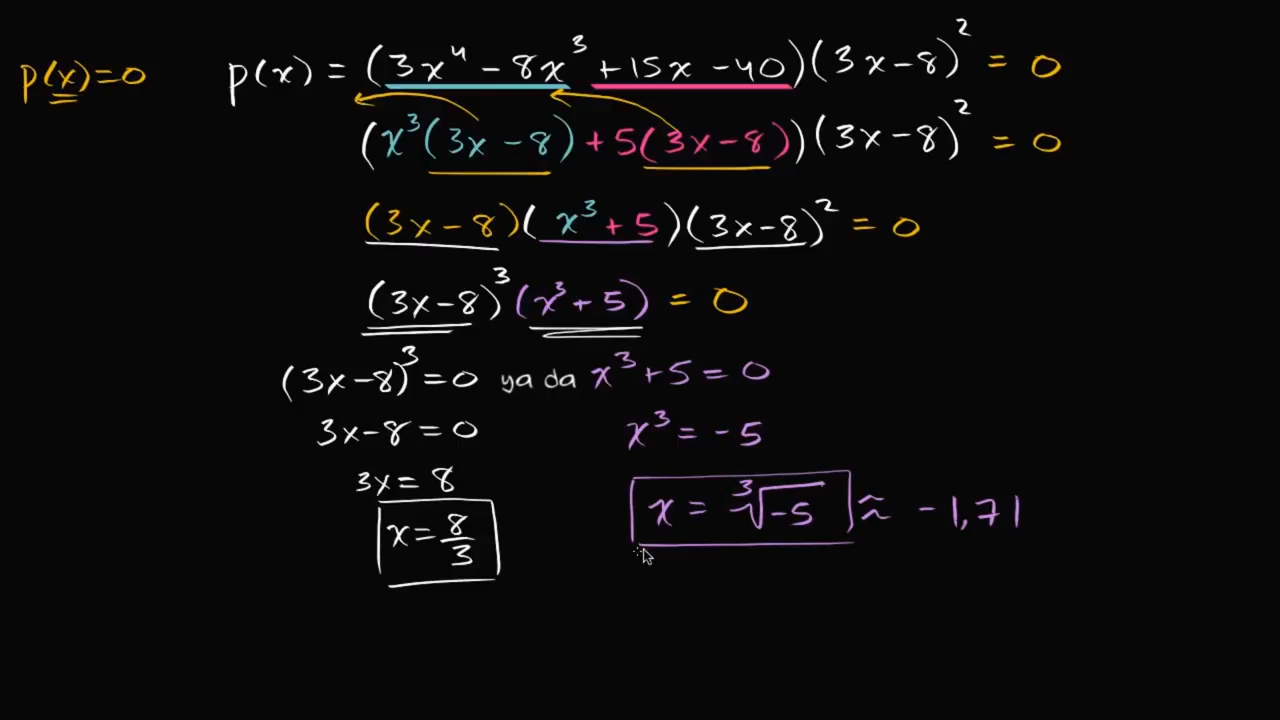 p(x)=0
p(x) = (3x⁴ - 8x³ + 15x - 40)(3x - 8)² = 0
(x³(3x - 8) + 5(3x - 8))(3x - 8)² = 0
(3x - 8)(x³ + 5)(3x - 8)² = 0
(3x - 8)³(x³ + 5) = 0
(3x - 8)³ = 0 ya da x³ + 5 = 0
3x - 8 = 0
x³ = - 5
3x = 8
x = 8/3
x = ∛-5 ≈ - 1,71